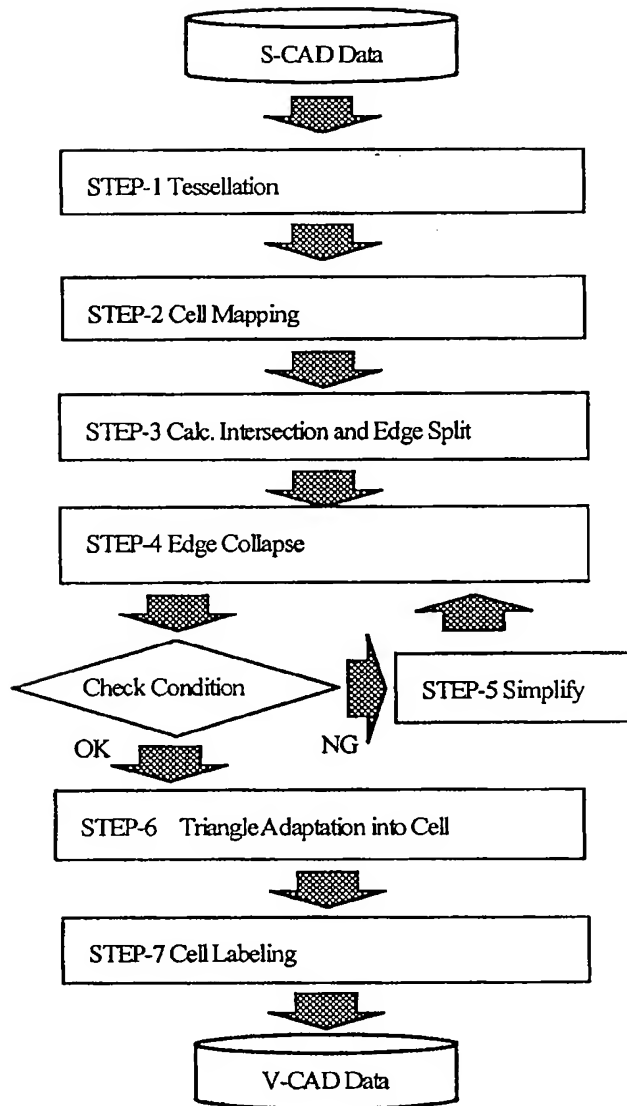 S-CAD Data
STEP-1 Tessellation
STEP-2 Cell Mapping
STEP-3 Calc. Intersection and Edge Split
STEP-4 Edge Collapse
Check Condition
STEP-5 Simplify
OK
NG
STEP-6 Triangle Adaptation into Cell
STEP-7 Cell Labeling
V-CAD Data